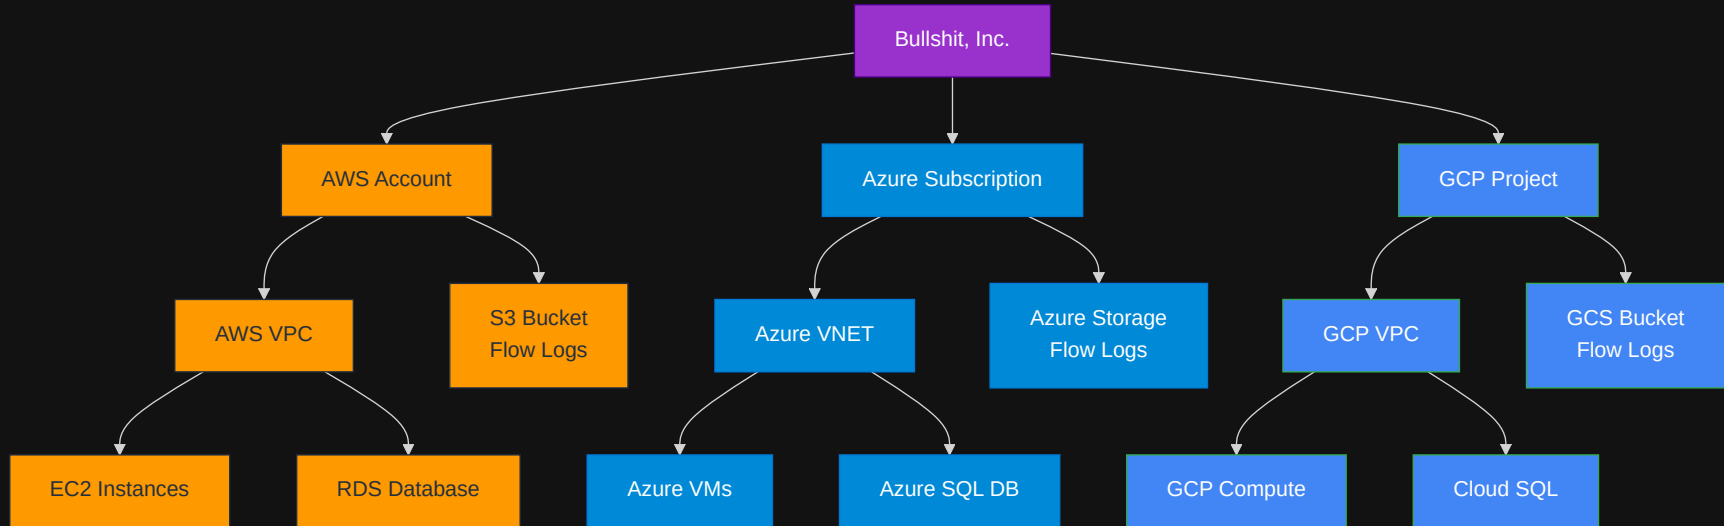 Bullshit, Inc.
AWS Account
Azure Subscription
GCP Project
AWS VPC
S3 Bucket
Flow Logs
Azure VNET
Azure Storage
Flow Logs
GCP VPC
GCS Bucket
Flow Logs
EC2 Instances
RDS Database
Azure VMs
Azure SQL DB
GCP Compute
Cloud SQL